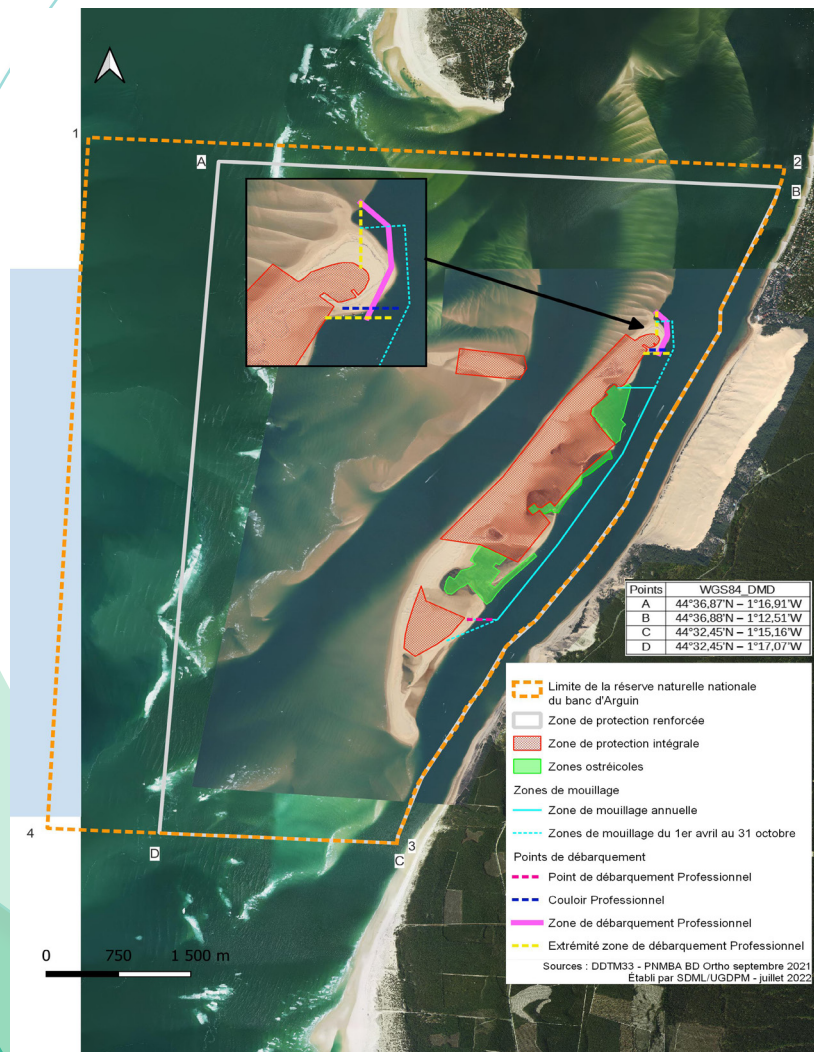 1
2
A
B
Points WGS84_DMD
A 44°36,87'N – 1°16,91'W
B 44°36,88'N – 1°12,51'W
C 44°32,45'N – 1°15,16'W
D 44°32,45'N – 1°17,07'W
Limite de la réserve naturelle nationale
du banc d'Arguin
Zone de protection renforcée
Zone de protection intégrale
Zones ostréicoles
Zones de mouillage
Zone de mouillage annuelle
Zones de mouillage du 1er avril au 31 octobre
Points de débarquement
Point de débarquement Professionnel
Couloir Professionnel
Zone de débarquement Professionnel
Extrémité zone de débarquement Professionnel
4
D
3
C
0 750 1 500 m
Sources : DDTM33 - PNMBA BD Ortho septembre 2021
Établi par SDML/UGDPM - juillet 2022